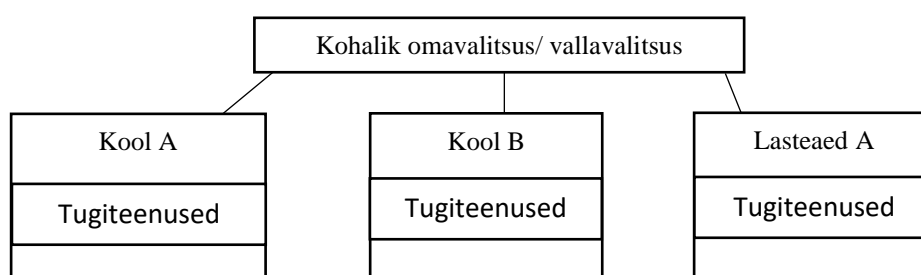 Kohalik omavalitsus/ vallavalitsus
Kool A
Kool B
Lasteaed A
Tugiteenused
Tugiteenused
Tugiteenused